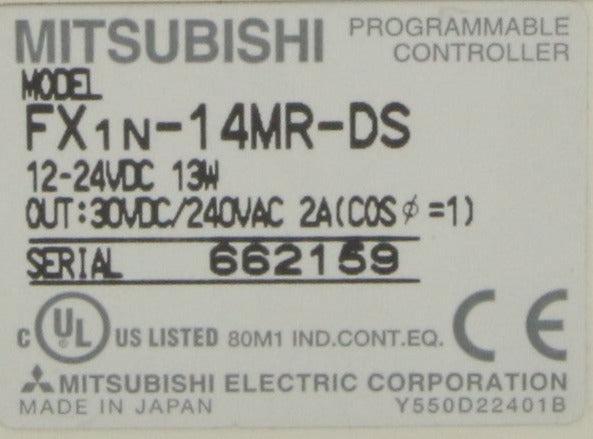 MITSUBISHI PROGRAMMABLE CONTROLLER
MODEL
FX1N-14MR-DS
12-24VDC 13W
OUT:30VDC/240VAC 2A(COSϕ=1)
SERIAL 662159
C UL US LISTED 80M1 IND.CONT.EQ. CE
MITSUBISHI ELECTRIC CORPORATION
MADE IN JAPAN Y550D22401B